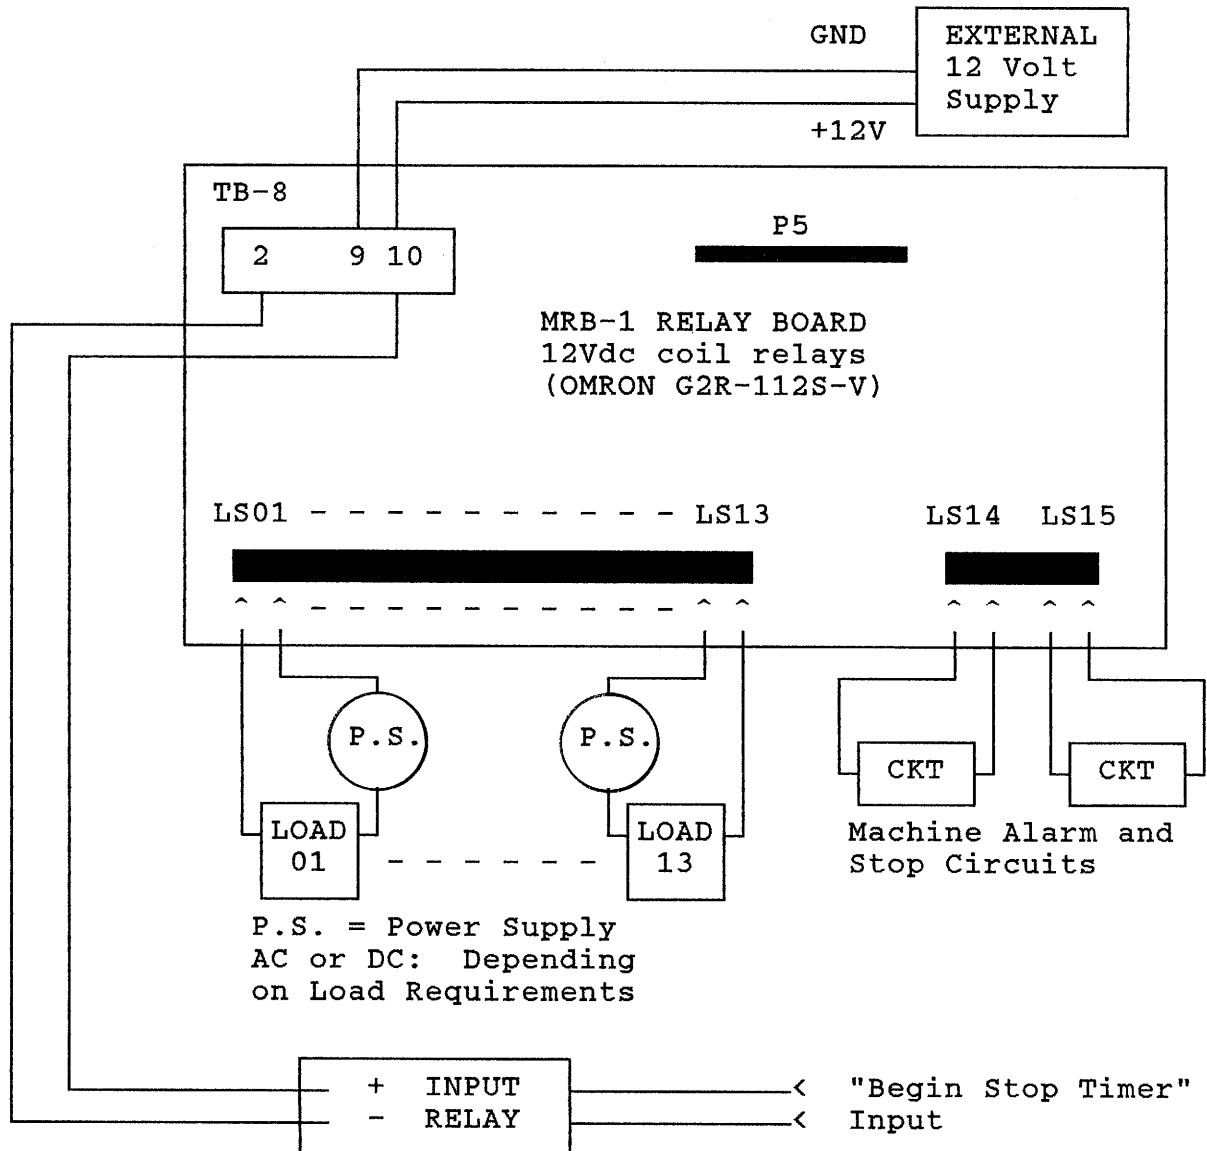 GND
EXTERNAL
12 Volt
Supply
+12V
TB-8
2 9 10
P5
MRB-1 RELAY BOARD
12Vdc coil relays
(OMRON G2R-112S-V)
LS01 - - - - - - - - - - LS13
LS14 LS15
^ ^ - - - - - - - - - - ^ ^
^ ^ ^ ^
P.S.
P.S.
CKT
CKT
LOAD
01
- - - - - -
LOAD
13
Machine Alarm and
Stop Circuits
P.S. = Power Supply
AC or DC: Depending
on Load Requirements
+ INPUT
- RELAY
< "Begin Stop Timer"
< Input